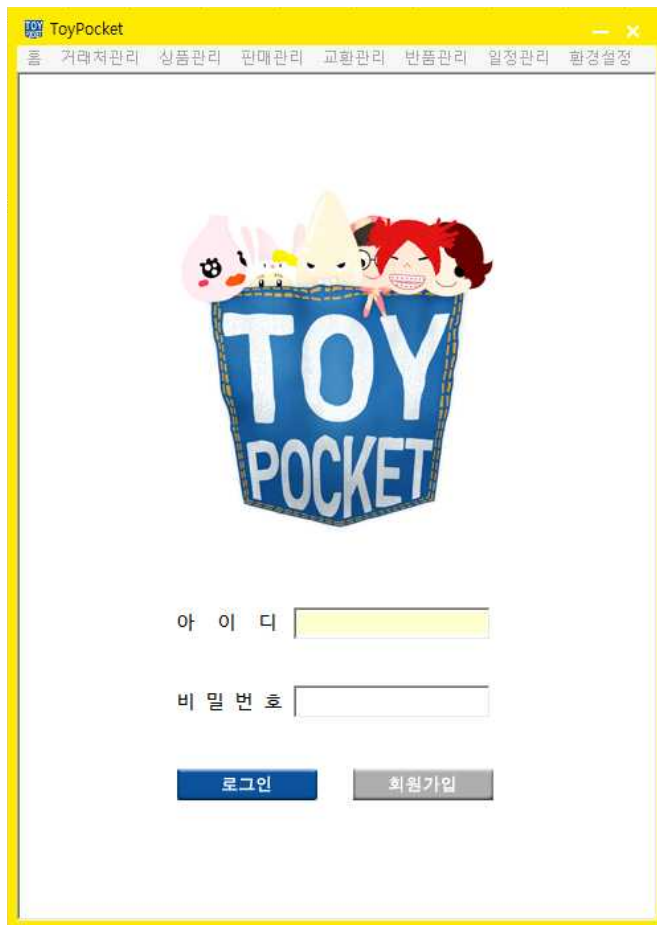 TOY POCKET ToyPocket
홈 거래처관리 상품관리 판매관리 교환관리 반품관리 일정관리 환경설정
TOY
POCKET
아 이 디
비 밀 번 호
로그인 회원가입